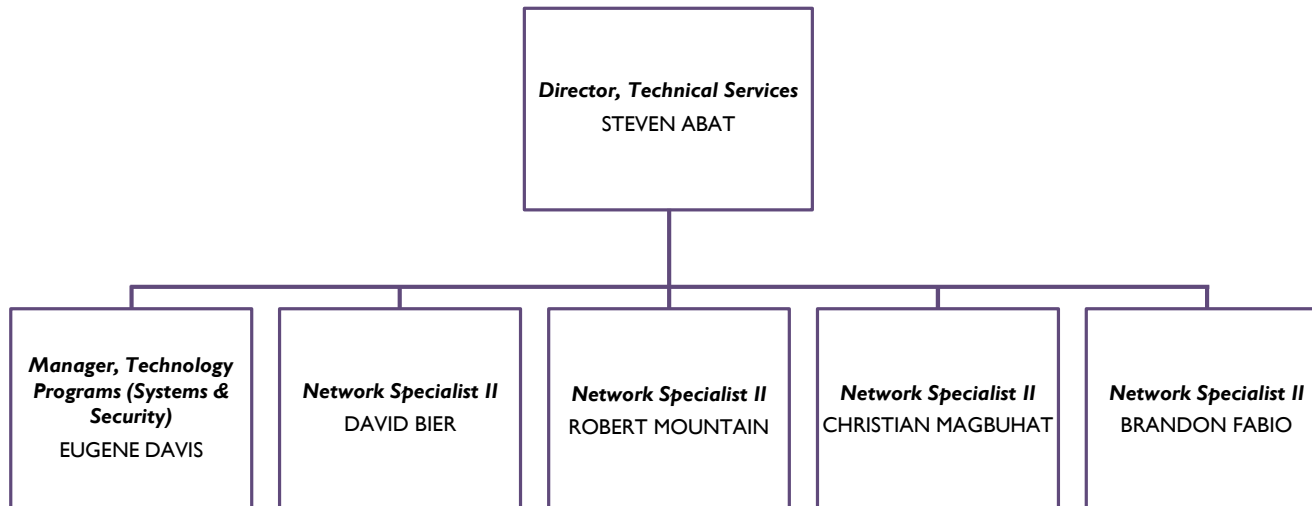 Director, Technical Services
STEVEN ABAT
Manager, Technology
Programs (Systems &
Security)
EUGENE DAVIS
Network Specialist II
DAVID BIER
Network Specialist II
ROBERT MOUNTAIN
Network Specialist II
CHRISTIAN MAGBUHAT
Network Specialist II
BRANDON FABIO